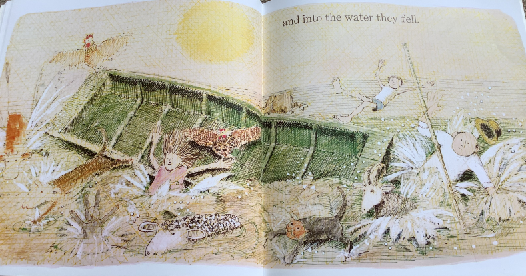 and into the water they fell.